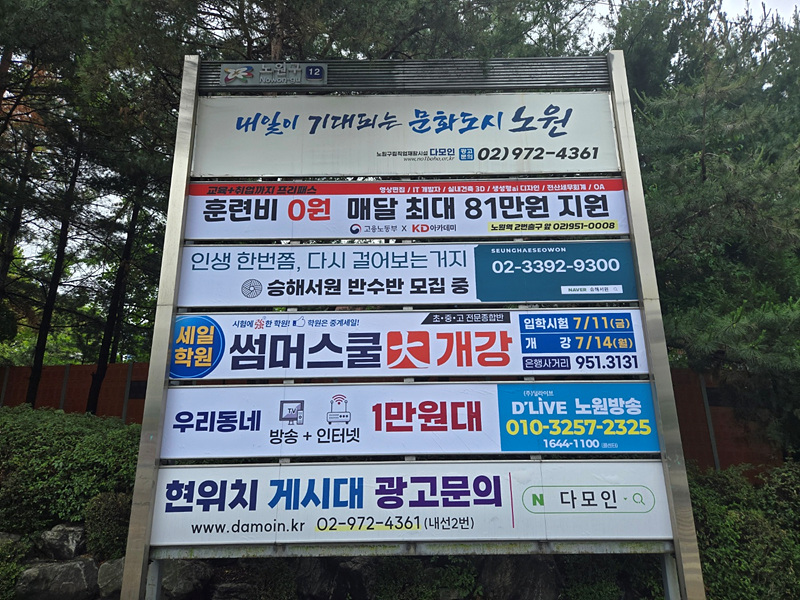 노원구 12
Nowon-gu
내일이 기대되는 문화도시 노원
다모인 광고문의 02)972-4361
교육+취업까지 프리패스 영상편집 / IT 개발자 / 실내건축 3D / 생성형ai 디자인 / 전산세무회계 / OA
훈련비 0원 매달 최대 81만원 지원
고용노동부 X KD아카데미 노원역 2번출구 앞 02)951-0008
인생 한번쯤, 다시 걸어보는거지
승해서원 반수반 모집 중
SEUNGHAESEOWON
02-3392-9300
NAVER 승해서원
세일학원
시험에 강한 학원! 학원은 중계세일!
초·중·고 전문종합반
썸머스쿨 大 개강
입학시험 7/11(금)
개 강 7/14(월)
은행사거리 951.3131
우리동네
TV
방송 + 인터넷
1만원대
(주)딜라이브
D'LIVE 노원방송
010-3257-2325
1644-1100
현위치 게시대 광고문의
www.damoin.kr 02-972-4361 (내선2번)
N 다모인